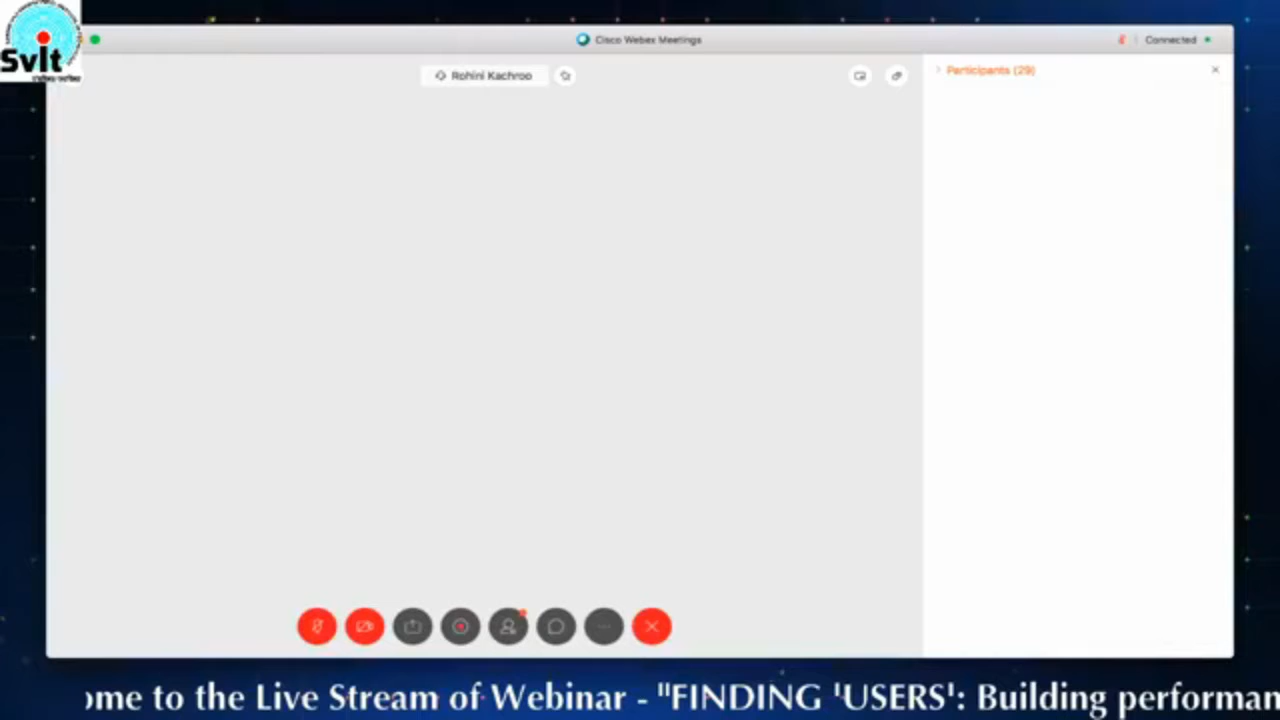 SvIt
Cisco Webex Meetings
Connected
Rohini Kachroo
Participants (29)
ome to the Live Stream of Webinar - "FINDING 'USERS': Building performan